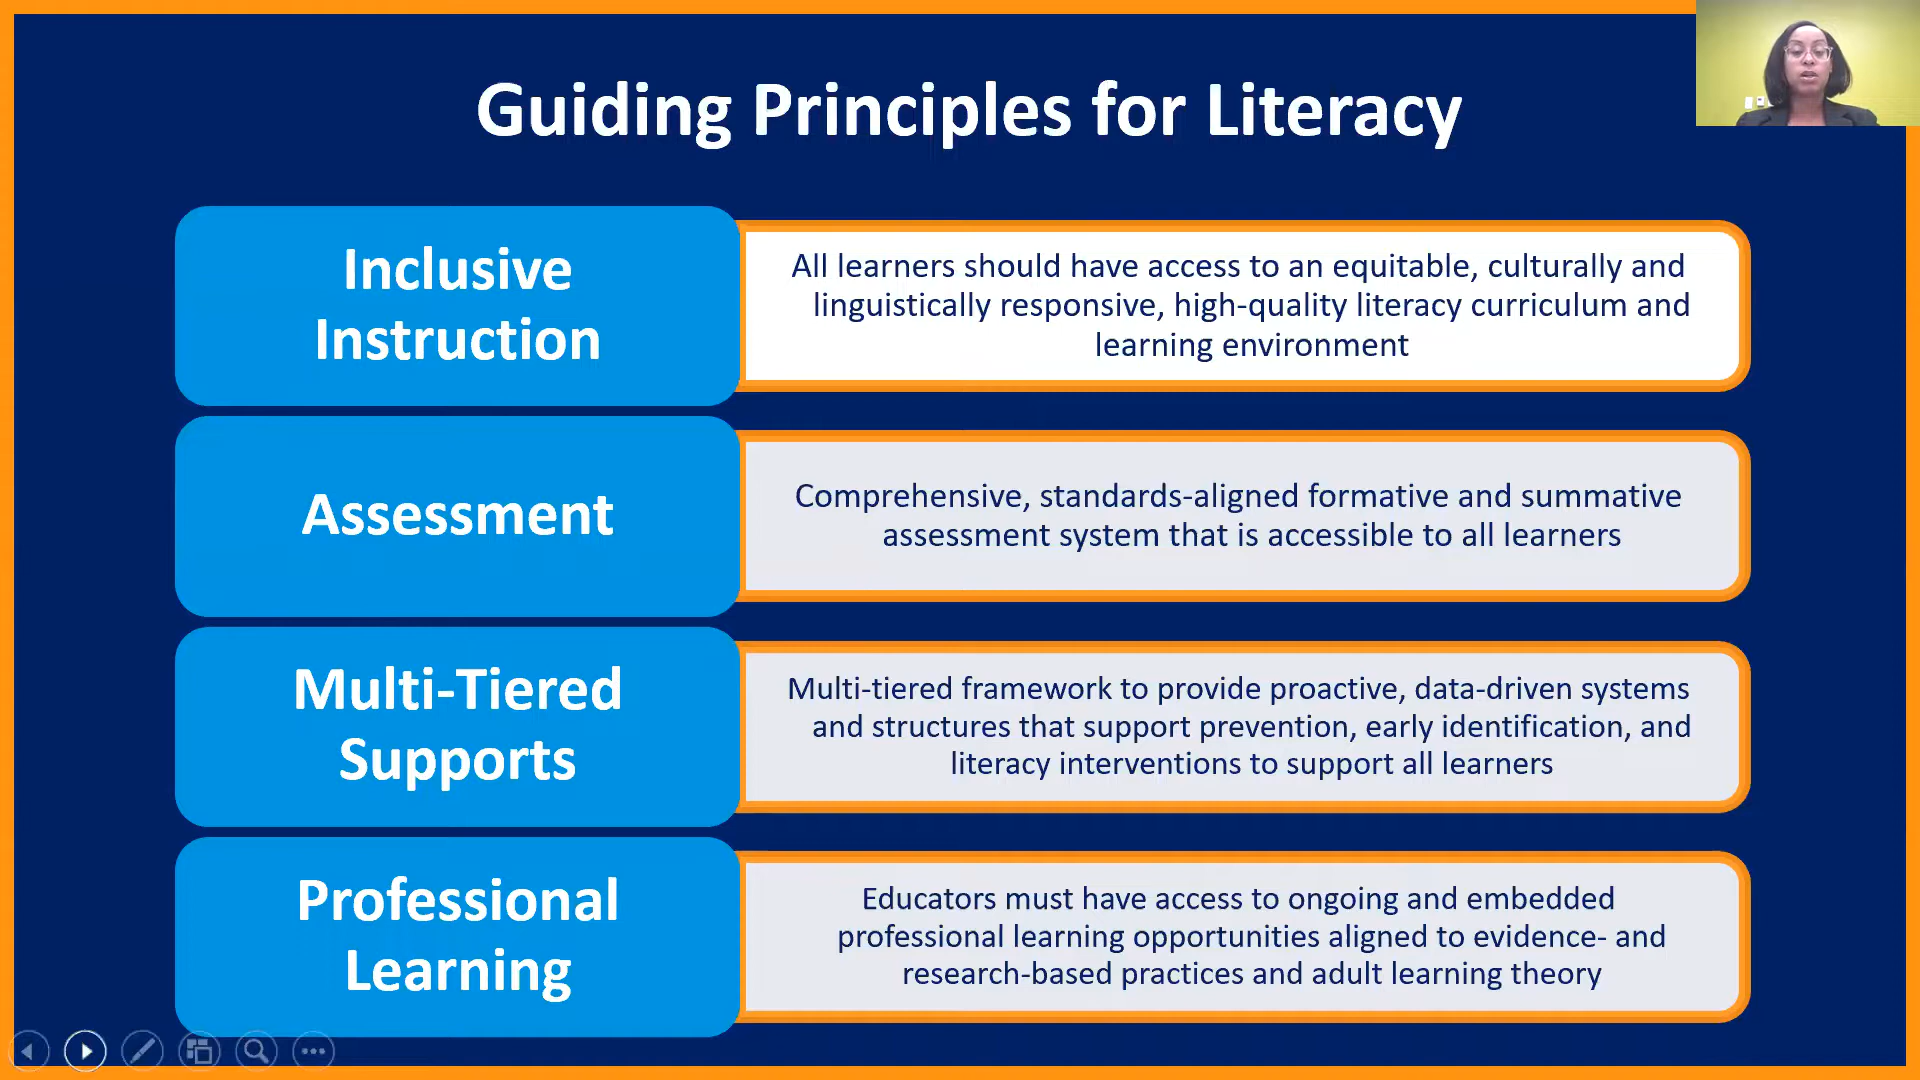 Guiding Principles for Literacy
Inclusive
Instruction
All learners should have access to an equitable, culturally and
linguistically responsive, high-quality literacy curriculum and
learning environment
Assessment
Comprehensive, standards-aligned formative and summative
assessment system that is accessible to all learners
Multi-Tiered
Supports
Multi-tiered framework to provide proactive, data-driven systems
and structures that support prevention, early identification, and
literacy interventions to support all learners
Professional
Learning
Educators must have access to ongoing and embedded
professional learning opportunities aligned to evidence- and
research-based practices and adult learning theory